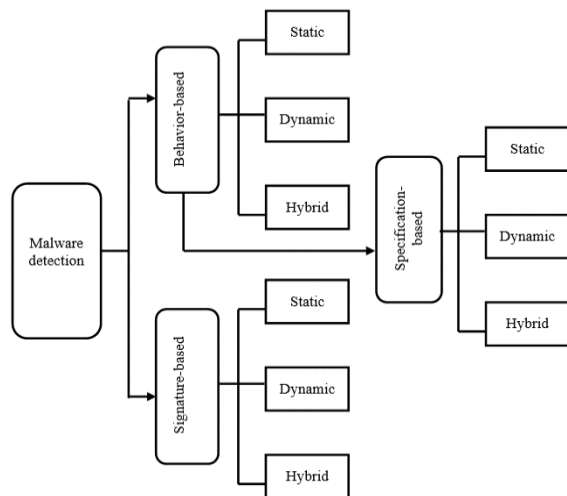 Malware
detection
Behavior-based
Static
Dynamic
Hybrid
Specification-
based
Static
Dynamic
Hybrid
Signature-based
Static
Dynamic
Hybrid